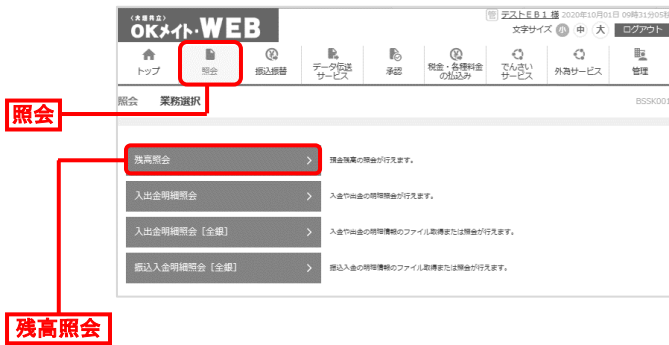 〈大垣共立〉
OKメイト・WEB
管 テストEB1 様 2020年10月01日 09時31分05秒
文字サイズ 小 中 大 ログアウト
トップ
照会
振込振替
データ伝送
サービス
承認
税金・各種料金
の払込み
でんさい
サービス
外為サービス
管理
照会 業務選択 BSSK001
照会
残高照会 預金残高の照会が行えます。
入出金明細照会 入金や出金の明細照会が行えます。
入出金明細照会［全銀］ 入金や出金の明細情報のファイル取得または照会が行えます。
振込入金明細照会［全銀］ 振込入金の明細情報のファイル取得または照会が行えます。
残高照会